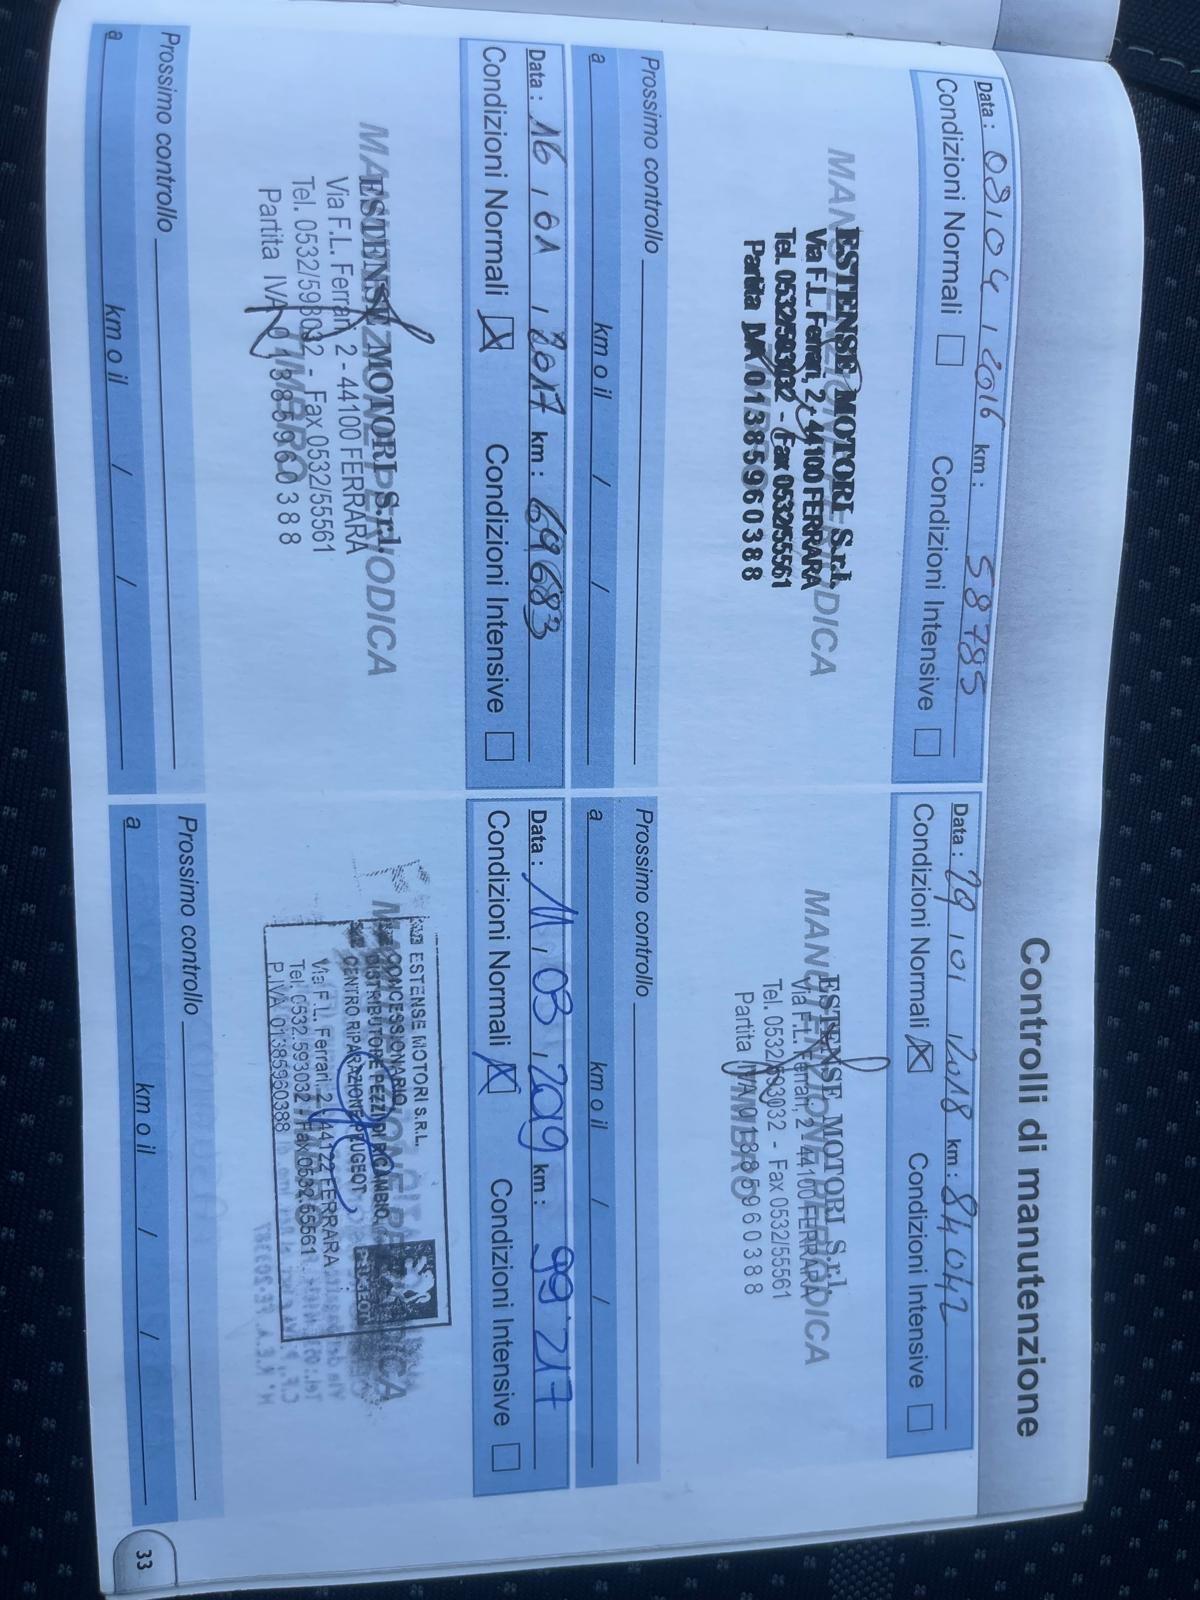 Controlli di manutenzione
Data : 08 / 04 / 2016 km : 58785
Condizioni Normali Condizioni Intensive
MANUTENZIONE PERIODICA
ESTENSE MOTORI S.r.l.
Via F.L. Ferrari, 2 - 44100 FERRARA
Tel. 0532/593032 - Fax 0532/55561
Partita IVA 01385960388
Prossimo controllo
a km o il / /
Data : 29 / 01 / 2018 km : 84042
Condizioni Normali X Condizioni Intensive
MANUTENZIONE PERIODICA
ESTENSE MOTORI S.r.l.
Via F.L. Ferrari, 2 - 44100 FERRARA
Tel. 0532/593032 - Fax 0532/55561
Partita IVA 01385960388
TIMBRO
Prossimo controllo
a km o il / /
Data : 16 / 01 / 2017 km : 69683
Condizioni Normali X Condizioni Intensive
MANUTENZIONE PERIODICA
ESTENSE MOTORI S.r.l.
Via F.L. Ferrari, 2 - 44100 FERRARA
Tel. 0532/593032 - Fax 0532/55561
Partita IVA 01385960388
TIMBRO
Prossimo controllo
a km o il / /
Data : 11 / 03 / 2019 km : 99217
Condizioni Normali X Condizioni Intensive
MANUTENZIONE PERIODICA
ESTENSE MOTORI S.R.L.
CONCESSIONARIO
DISTRIBUTORE PEZZI DI RICAMBIO
CENTRO RIPARAZIONE PEUGEOT
Via F.L. Ferrari, 2 - 44122 FERRARA
Tel. 0532.593032 - Fax 0532.55561
P.IVA 01385960388
Prossimo controllo
a km o il / /
33